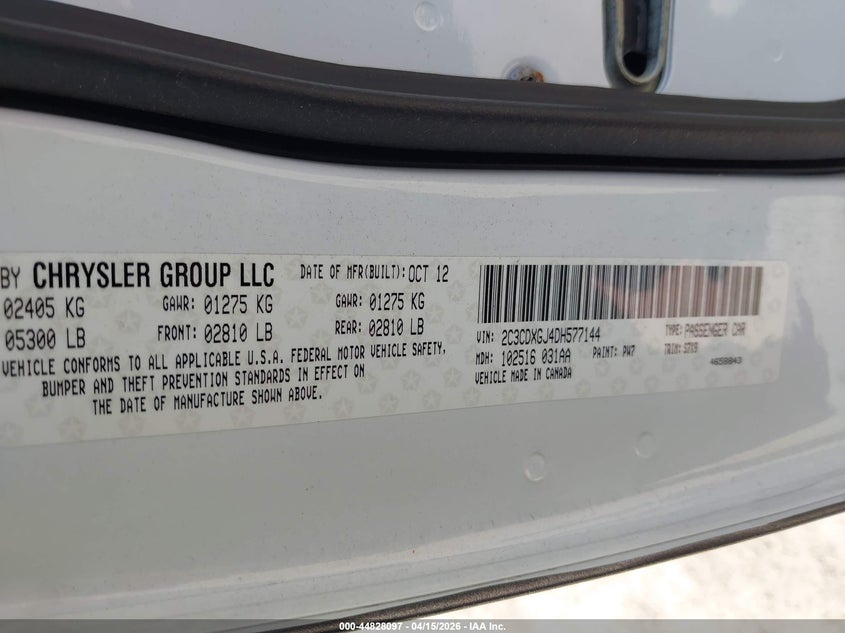 BY CHRYSLER GROUP LLC DATE OF MFR(BUILT): OCT 12
02405 KG GAWR: 01275 KG GAWR: 01275 KG
05300 LB FRONT: 02810 LB REAR: 02810 LB
VEHICLE CONFORMS TO ALL APPLICABLE U.S.A. FEDERAL MOTOR VEHICLE SAFETY,
BUMPER AND THEFT PREVENTION STANDARDS IN EFFECT ON
THE DATE OF MANUFACTURE SHOWN ABOVE.
VIN: 2C3CDXGJ4DH577144 TYPE: PASSENGER CAR
MDH: 102516 031AA PAINT: PW7 TRIM: S7X9
VEHICLE MADE IN CANADA 4658843
000-44828097 - 04/15/2026 - IAA Inc.